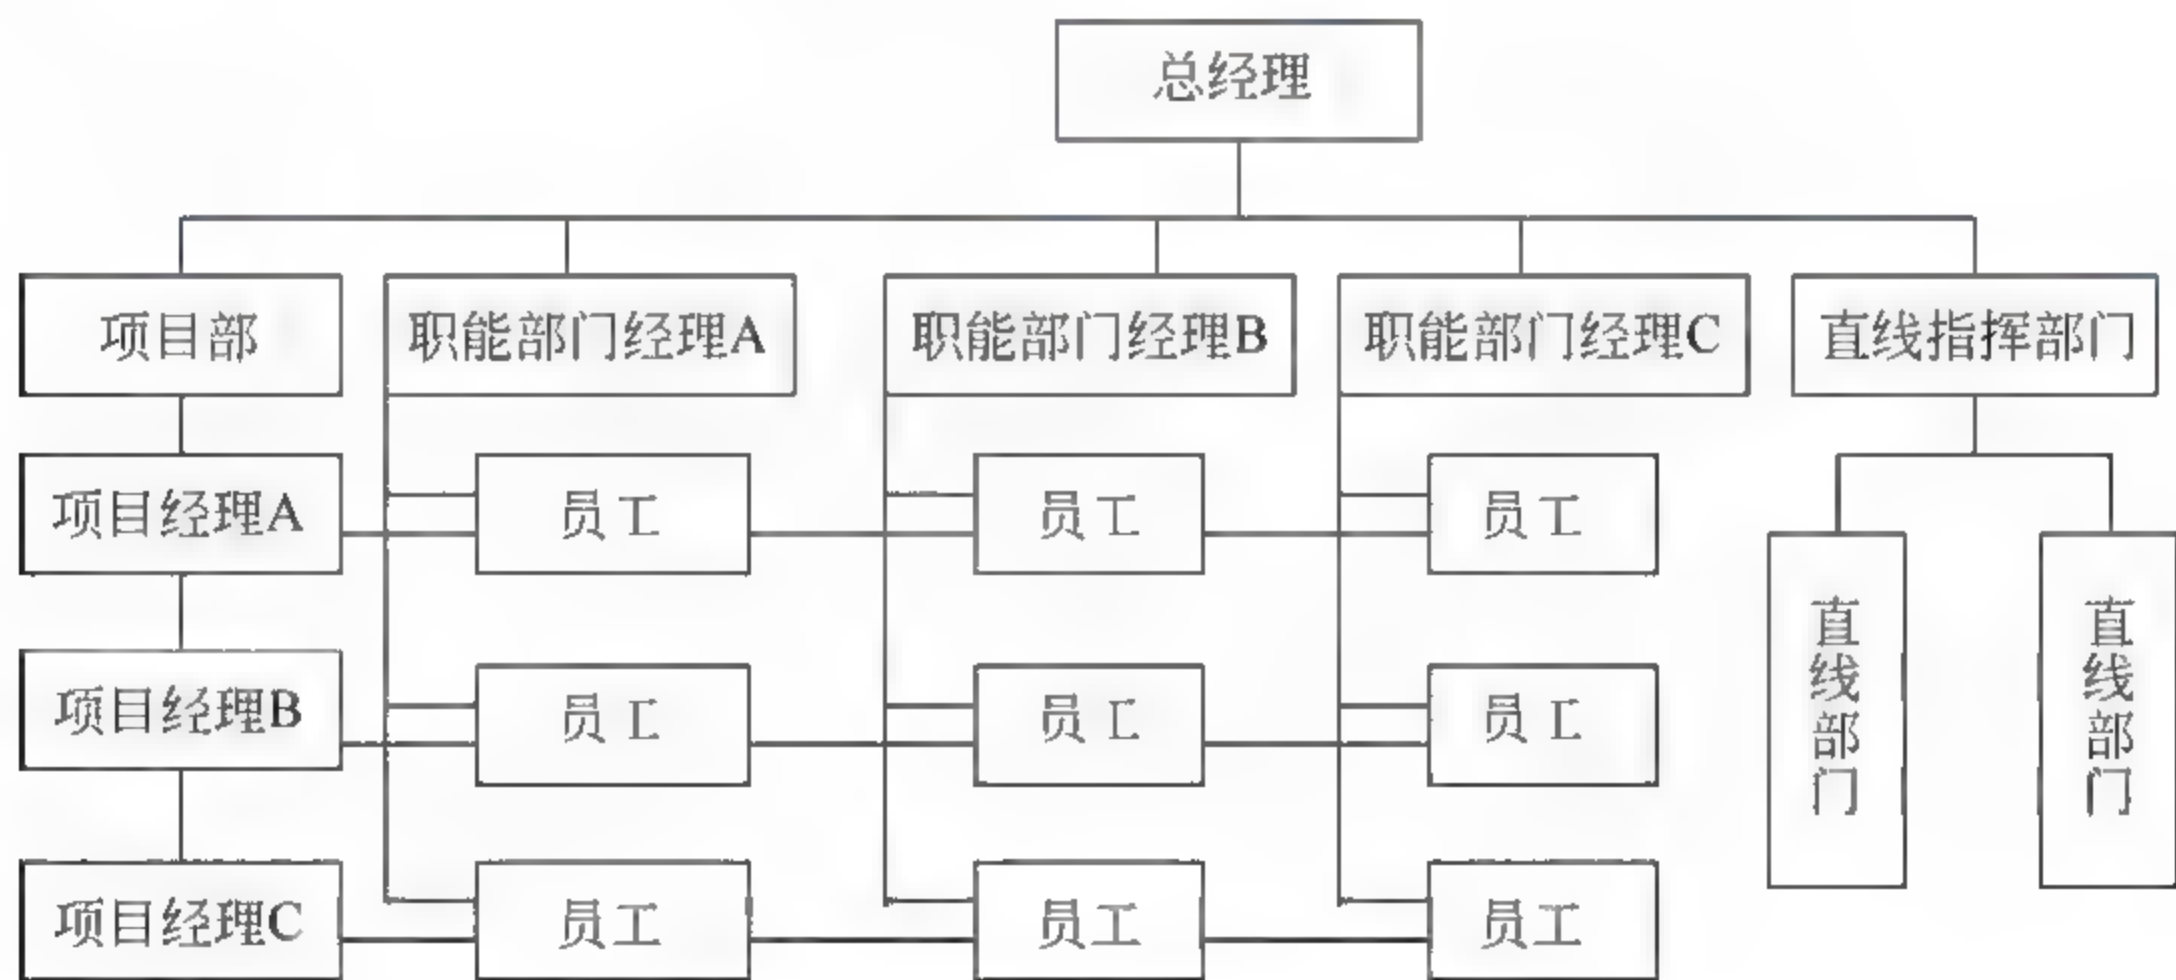 总经理
项目部
职能部门经理A
职能部门经理B
职能部门经理C
直线指挥部门
项目经理A
员工
员工
员工
直线部门
直线部门
项目经理B
员工
员工
员工
项目经理C
员工
员工
员工